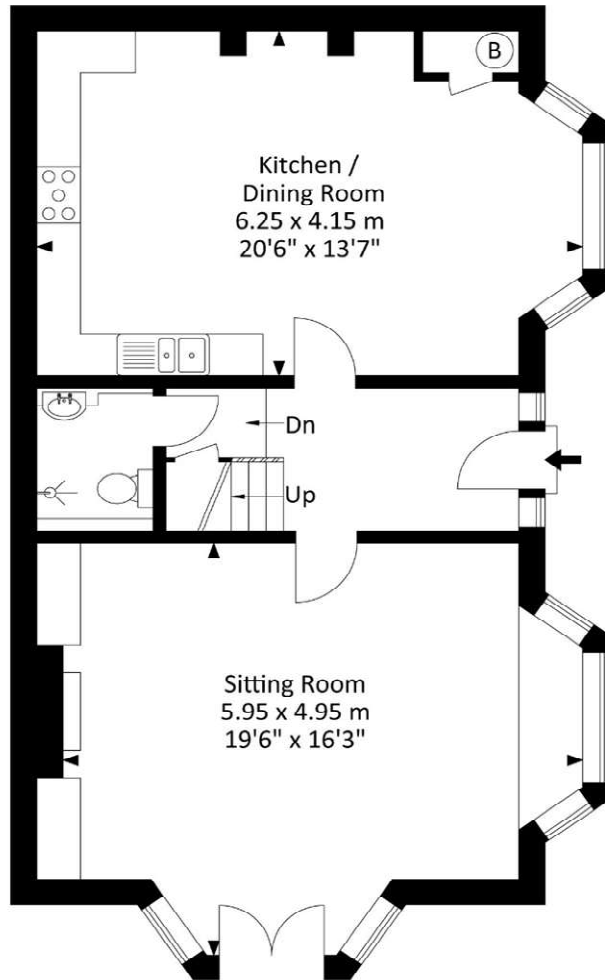 B
Kitchen /
Dining Room
6.25 x 4.15 m
20'6" x 13'7"
Dn
Up
Sitting Room
5.95 x 4.95 m
19'6" x 16'3"